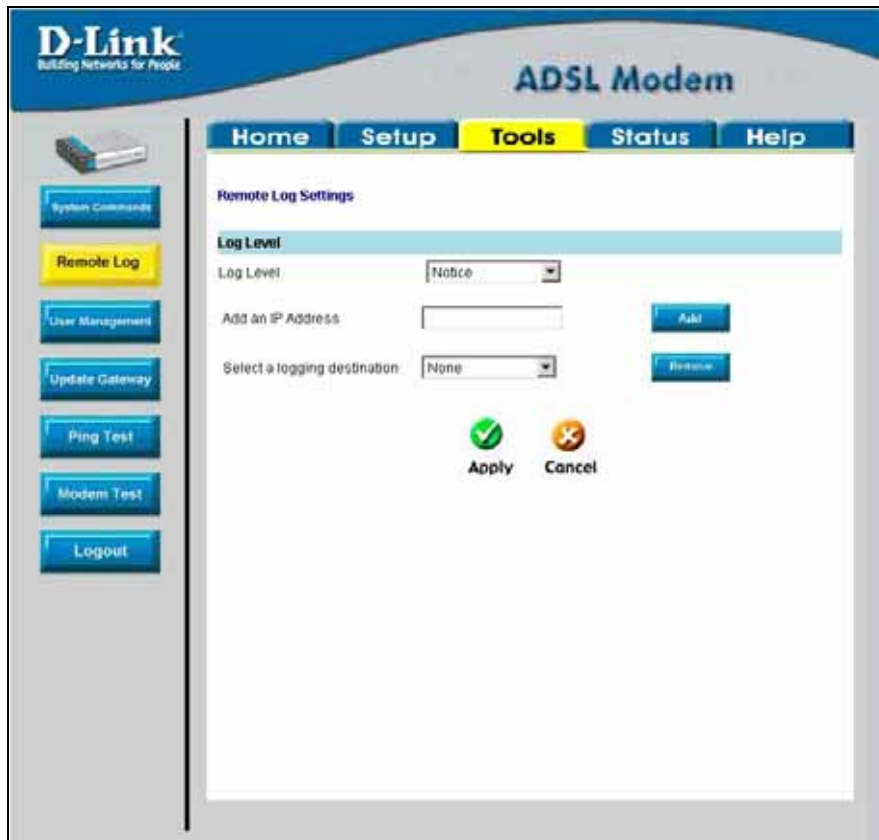 D-Link
Building Networks for People
ADSL Modem
Home Setup Tools Status Help
System Commands
Remote Log
User Management
Update Gateway
Ping Test
Modem Test
Logout
Remote Log Settings
Log Level
Log Level Notice
Add an IP Address Add
Select a logging destination None Remove
Apply Cancel